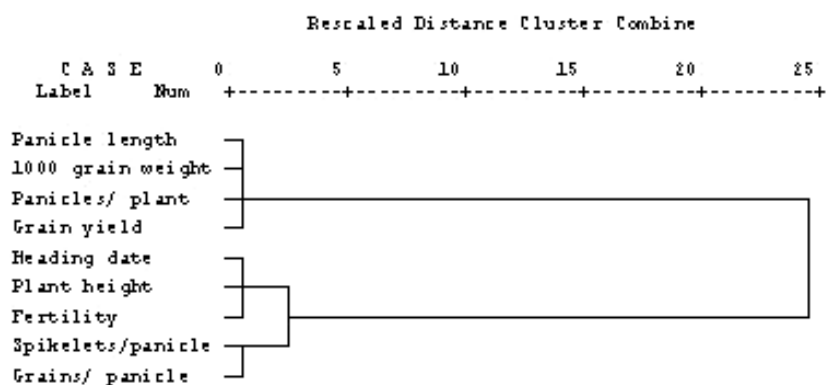 Rescaled Distance Cluster Combine
C A S E 0 5 10 15 20 25
Label Num +---------+---------+---------+---------+---------+
Panicle length
1000 grain weight
Panicles/ plant
Grain yield
Heading date
Plant height
Fertility
Spikelets/panicle
Grains/ panicle